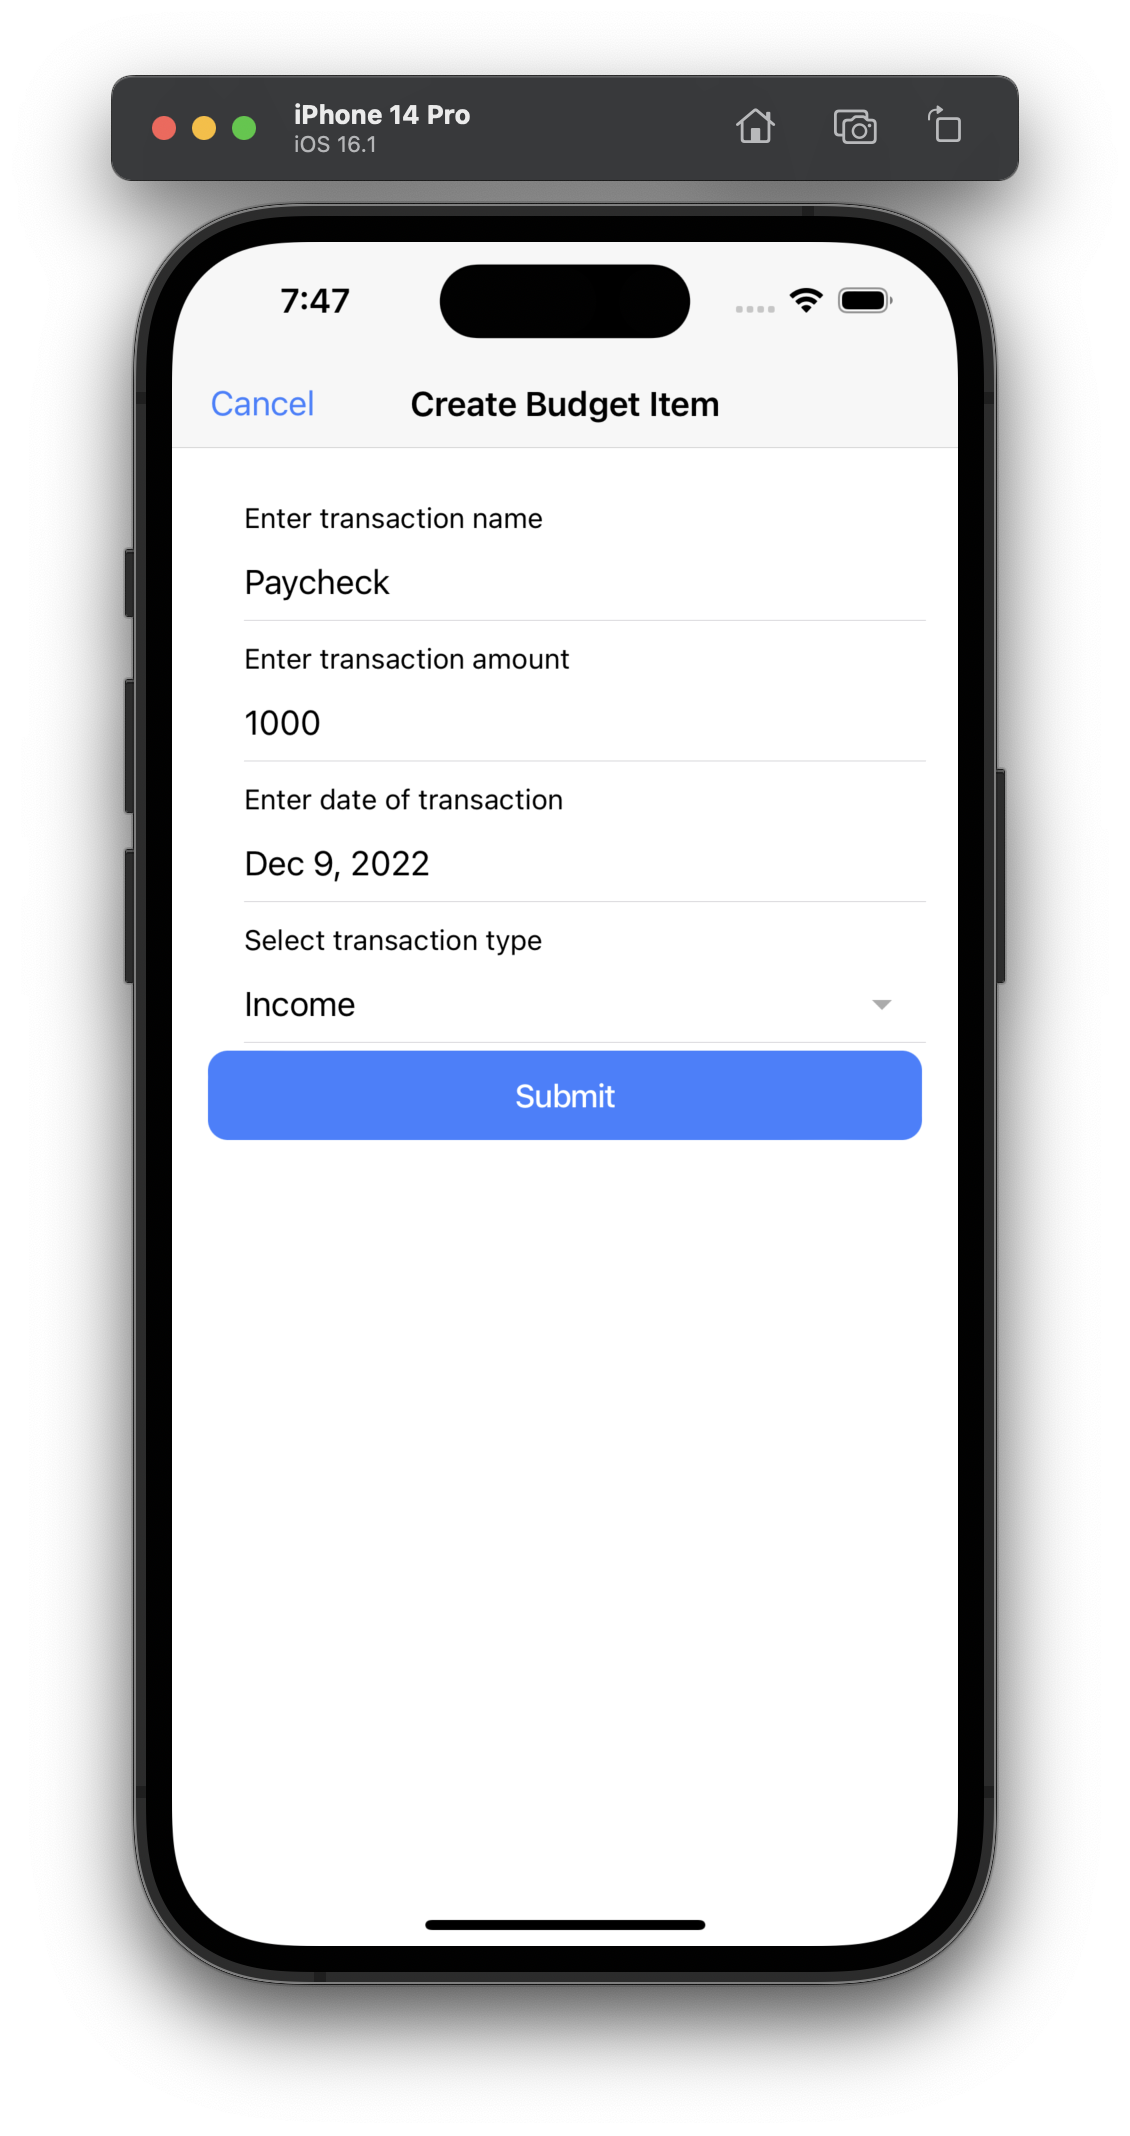 iPhone 14 Pro
iOS 16.1
7:47
Cancel
Create Budget Item
Enter transaction name
Paycheck
Enter transaction amount
1000
Enter date of transaction
Dec 9, 2022
Select transaction type
Income
Submit